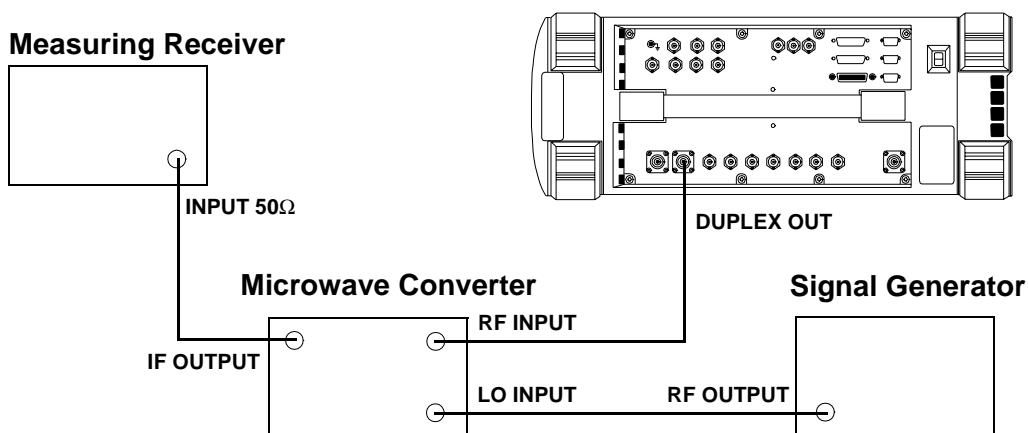 Measuring Receiver
INPUT 50Ω
DUPLEX OUT
Microwave Converter
Signal Generator
RF INPUT
IF OUTPUT
LO INPUT
RF OUTPUT